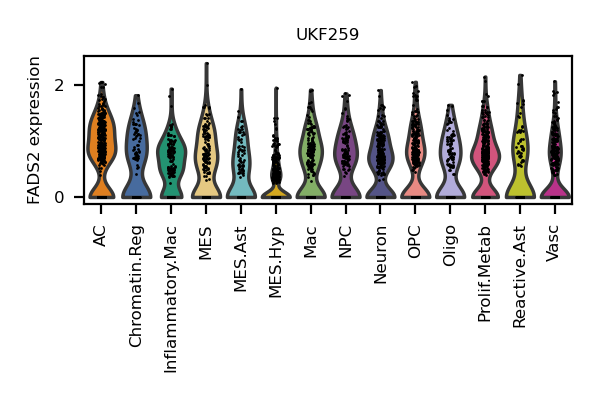 UKF259
FADS2 expression
2
0
AC
Chromatin.Reg
Inflammatory.Mac
MES
MES.Ast
MES.Hyp
Mac
NPC
Neuron
OPC
Oligo
Prolif.Metab
Reactive.Ast
Vasc